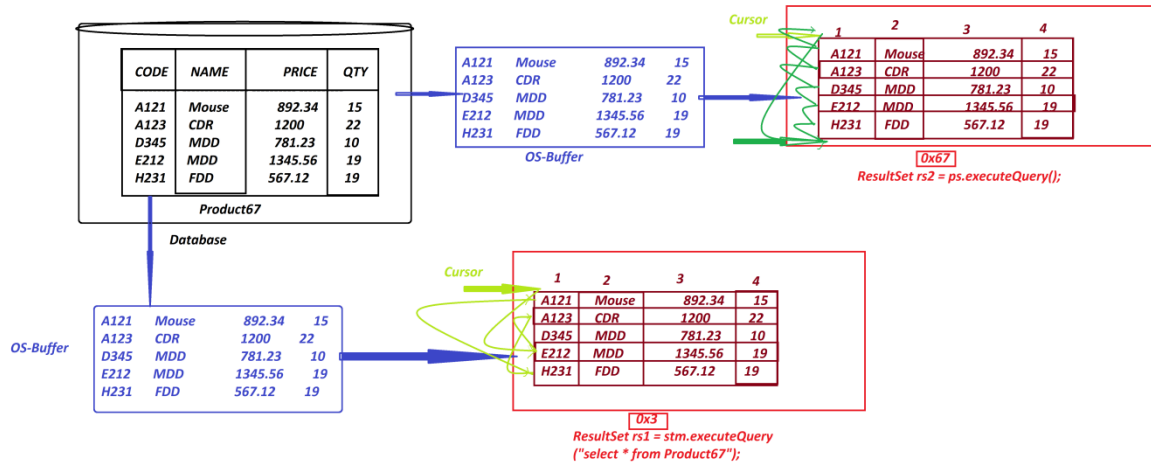 CODE NAME PRICE QTY
A121 Mouse 892.34 15
A123 CDR 1200 22
D345 MDD 781.23 10
E212 MDD 1345.56 19
H231 FDD 567.12 19
Product67
Database
A121 Mouse 892.34 15
A123 CDR 1200 22
D345 MDD 781.23 10
E212 MDD 1345.56 19
H231 FDD 567.12 19
OS-Buffer
Cursor
1 2 3 4
A121 Mouse 892.34 15
A123 CDR 1200 22
D345 MDD 781.23 10
E212 MDD 1345.56 19
H231 FDD 567.12 19
0x67
ResultSet rs2 = ps.executeQuery();
OS-Buffer
A121 Mouse 892.34 15
A123 CDR 1200 22
D345 MDD 781.23 10
E212 MDD 1345.56 19
H231 FDD 567.12 19
Cursor
1 2 3 4
A121 Mouse 892.34 15
A123 CDR 1200 22
D345 MDD 781.23 10
E212 MDD 1345.56 19
H231 FDD 567.12 19
0x3
ResultSet rs1 = stm.executeQuery
("select * from Product67");